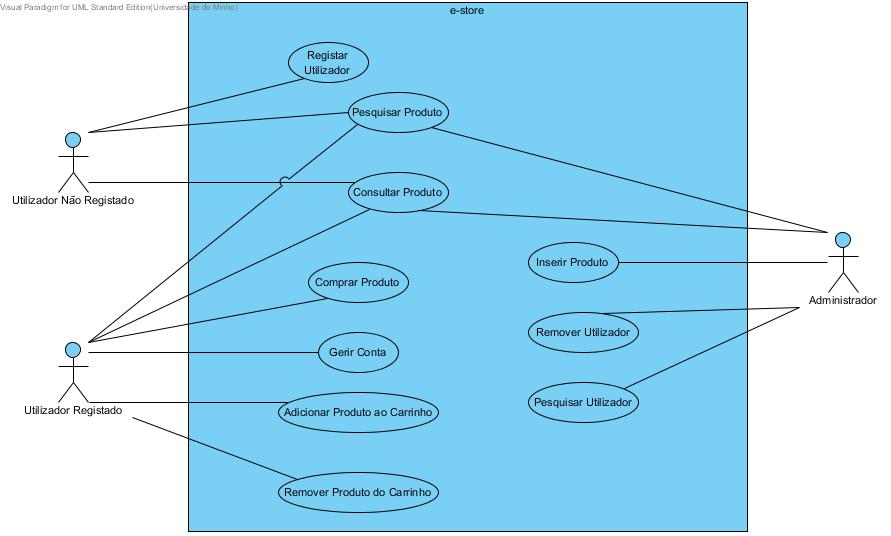 Visual Paradigm for UML Standard Edition(Universidade do Minho)
e-store
Registar
Utilizador
Pesquisar Produto
Utilizador Não Registado
Consultar Produto
Inserir Produto
Administrador
Comprar Produto
Remover Utilizador
Gerir Conta
Utilizador Registado
Adicionar Produto ao Carrinho
Pesquisar Utilizador
Remover Produto do Carrinho